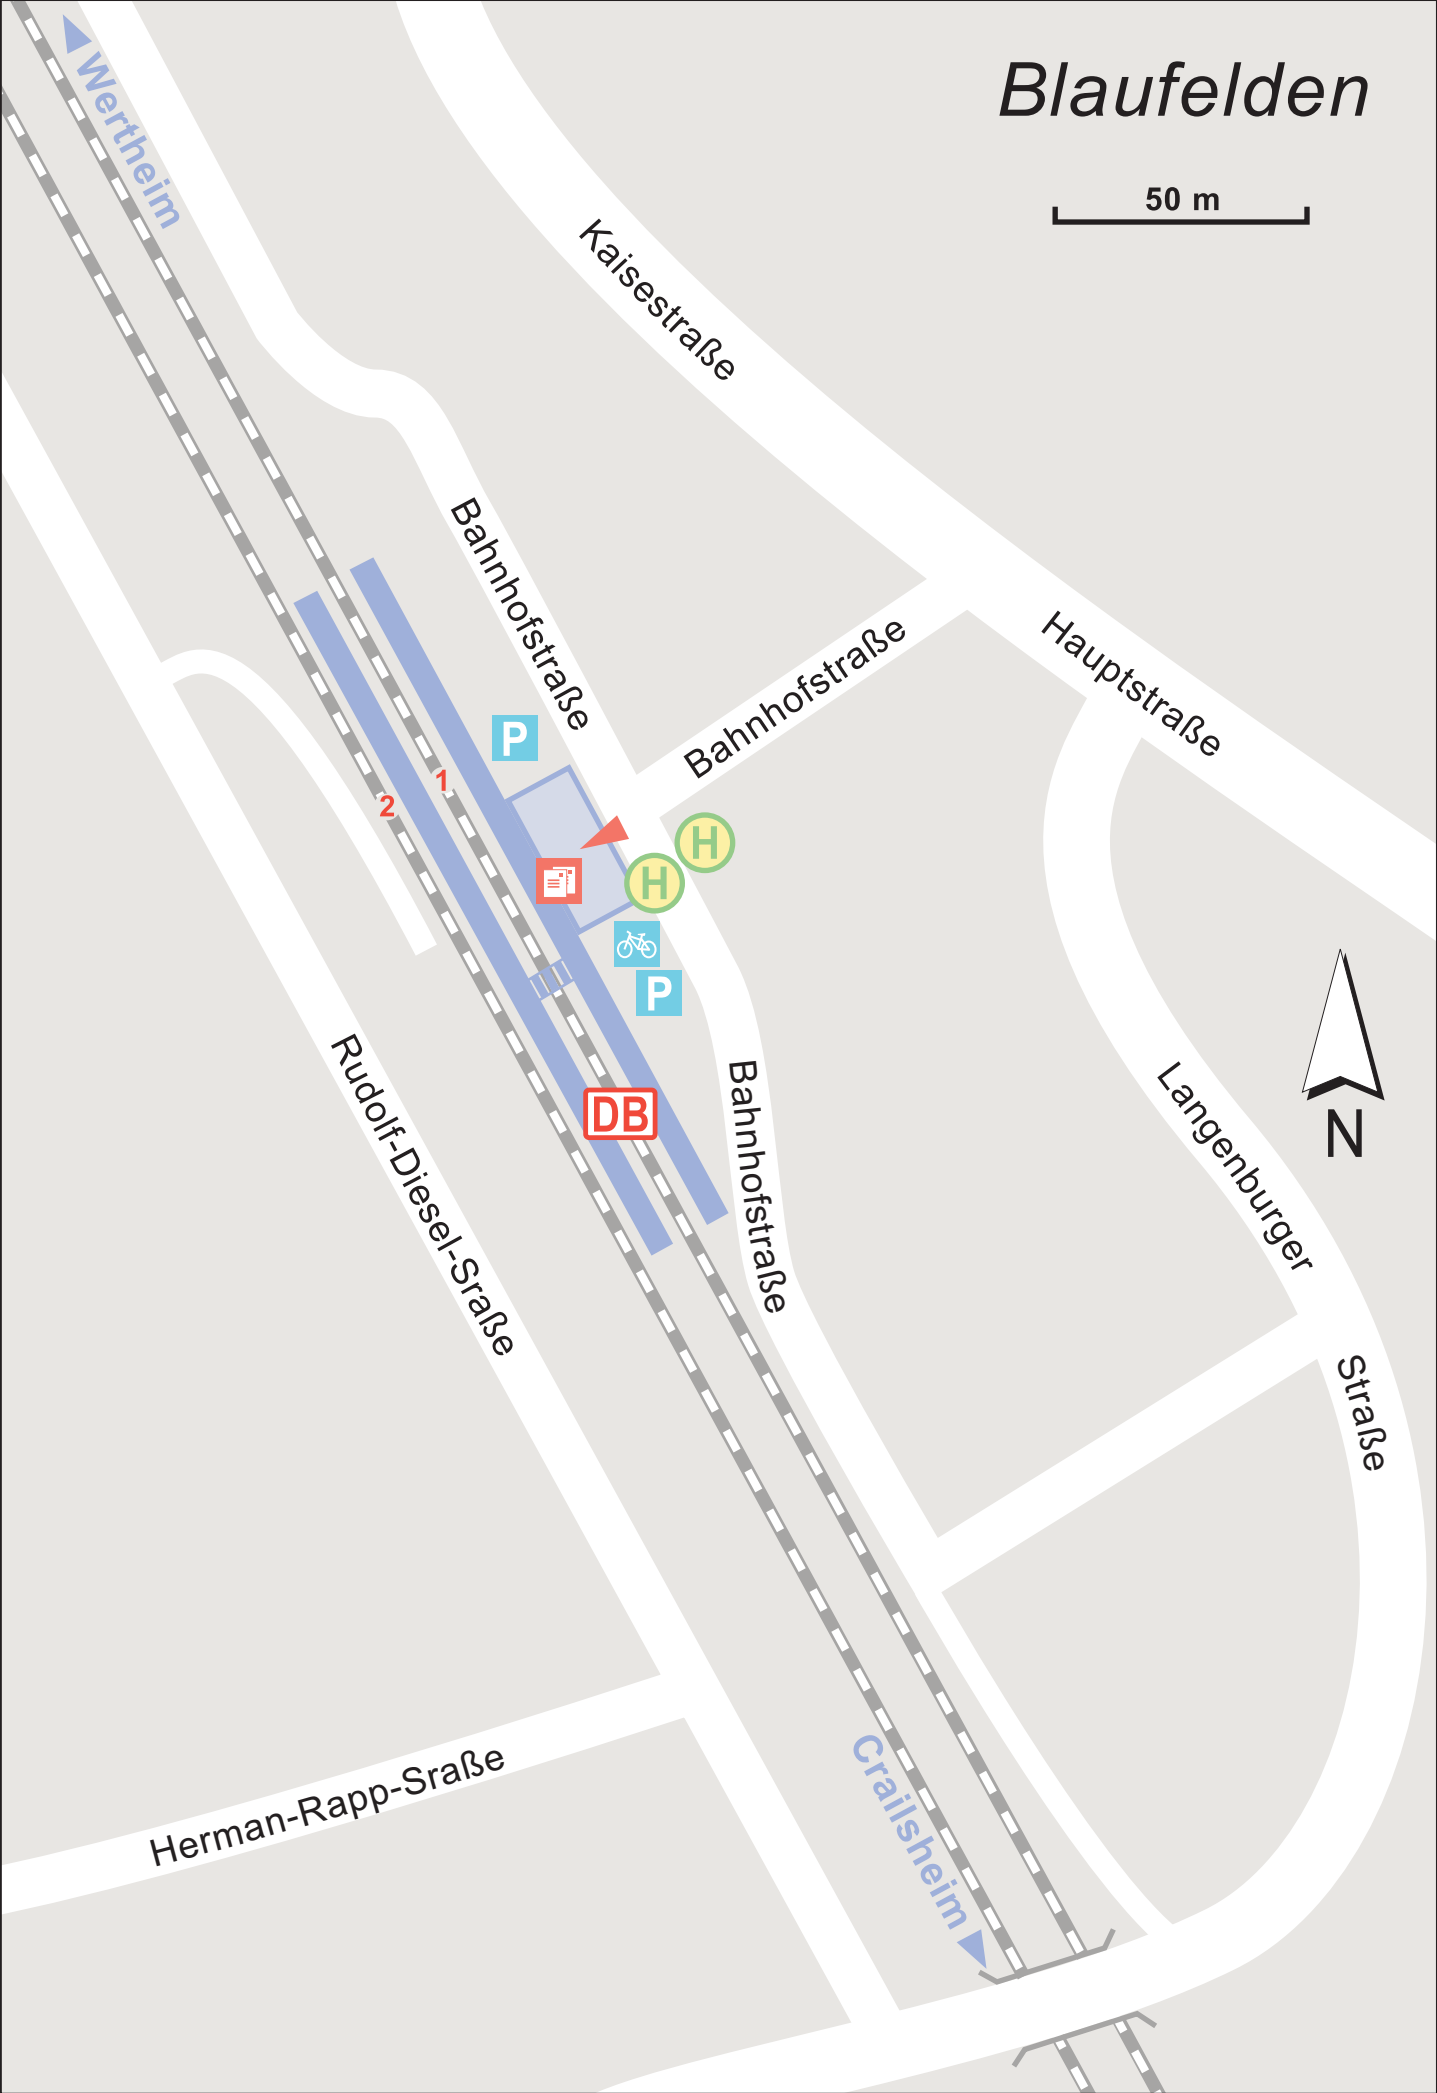 Blaufelden
50 m
Wertheim
Kaisestraße
Bahnhofstraße
Bahnhofstraße
Hauptstraße
P
1
2
H
H
P
N
DB
Bahnhofstraße
Rudolf-Diesel-Sraße
Langenburger
Straße
Herman-Rapp-Sraße
Crailsheim